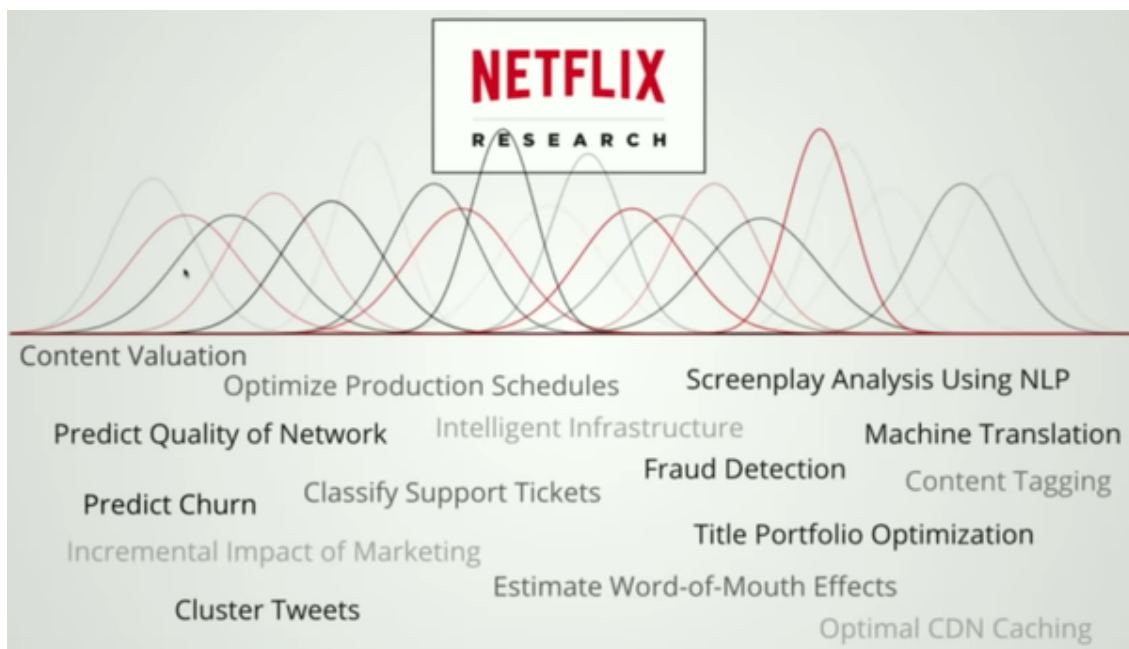 NETFLIX
RESEARCH
Content Valuation
Optimize Production Schedules
Screenplay Analysis Using NLP
Predict Quality of Network
Intelligent Infrastructure
Machine Translation
Fraud Detection
Content Tagging
Predict Churn
Classify Support Tickets
Title Portfolio Optimization
Incremental Impact of Marketing
Estimate Word-of-Mouth Effects
Cluster Tweets
Optimal CDN Caching